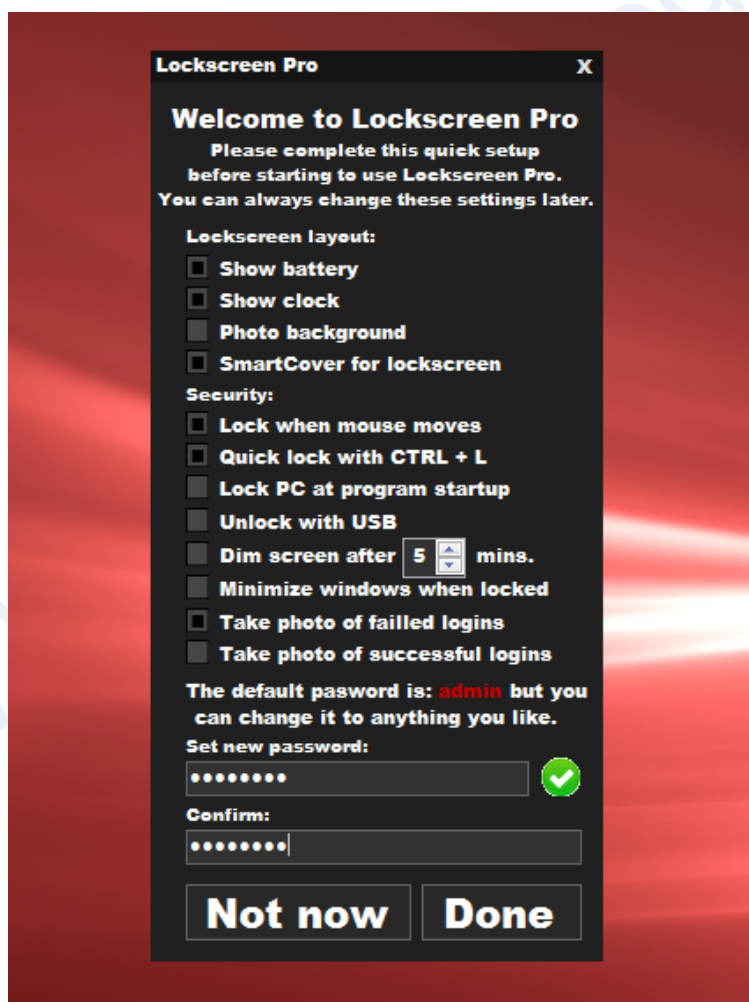 Lockscreen Pro X
Welcome to Lockscreen Pro
Please complete this quick setup
before starting to use Lockscreen Pro.
You can always change these settings later.
Lockscreen layout:
Show battery
Show clock
Photo background
SmartCover for lockscreen
Security:
Lock when mouse moves
Quick lock with CTRL + L
Lock PC at program startup
Unlock with USB
Dim screen after 5 mins.
Minimize windows when locked
Take photo of failled logins
Take photo of successful logins
The default pasword is: admin but you
can change it to anything you like.
Set new password:
••••••••
Confirm:
••••••••
Not now Done